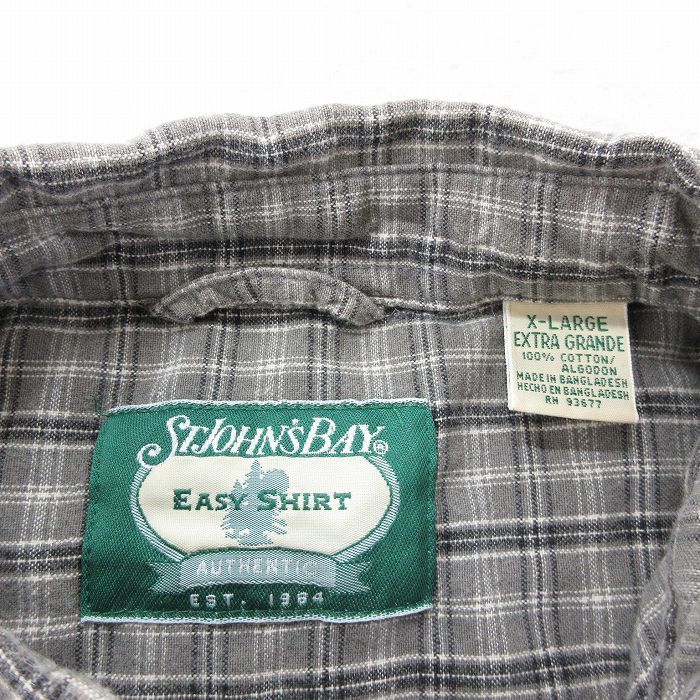 ST. JOHN'S BAY®
EASY SHIRT
AUTHENTIC
EST. 1964
X-LARGE
EXTRA GRANDE
100% COTTON/
ALGODON
MADE IN BANGLADESH
HECHO EN BANGLADESH
RN 93677